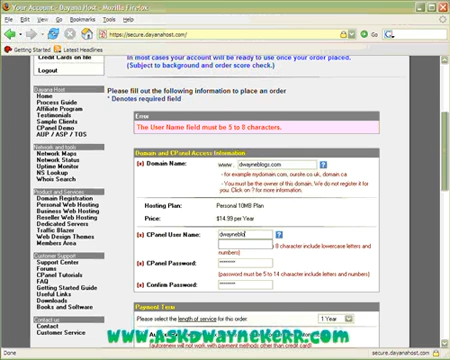 Your Account - Dayana Host - Mozilla Firefox
File Edit View Go Bookmarks Tools Help
https://secure.dayanahost.com/
Getting Started Latest Headlines
Credit Cards on file
Logout
Dayana Host
Home
Process Guide
Affiliate Program
Testimonials
Sample Clients
CPanel Demo
AUP / ASP / TOS
Network and tools
Network Maps
Network Status
Uptime Monitor
NS Lookup
Whois Search
Product and Services
Domain Registration
Personal Web Hosting
Business Web Hosting
Reseller Web Hosting
Dedicated Servers
Traffic Blazer
Web Design Themes
Members Area
Customer Support
Support Center
Forums
CPanel Tutorials
FAQ
Getting Started Guide
Useful Links
Downloads
Books and Software
Contact us
Contact
Customer Service
In most cases your account will be ready to use once your order placed.
(Subject to background and order score check.)
Please fill out the following information to place an order
* Denotes required field
Error
The User Name field must be 5 to 8 characters.
Domain and CPanel Access Information
[x] Domain Name: www . dwayneblogs.com ?
- for example mydomain.com, oursite.co.uk, domain.ca
- You must be the owner of this domain. We do not register it for you. Click on ? for more information.
Hosting Plan: Personal 10MB Plan
Price: $14.99 per Year
[x] CPanel User Name: dwayneblo ?
8 character include lowercase letters and numbers)
[x] CPanel Password: ********
(password must be 5 to 14 character include letters and numbers)
[x] Confirm Password: ********
Payment Term
Please select the length of service for this order: 1 Year
(autorenew will not work with payment methods other than credit card)
www.ASKDWAYNEKERR.COM
Done
secure.dayanahost.com